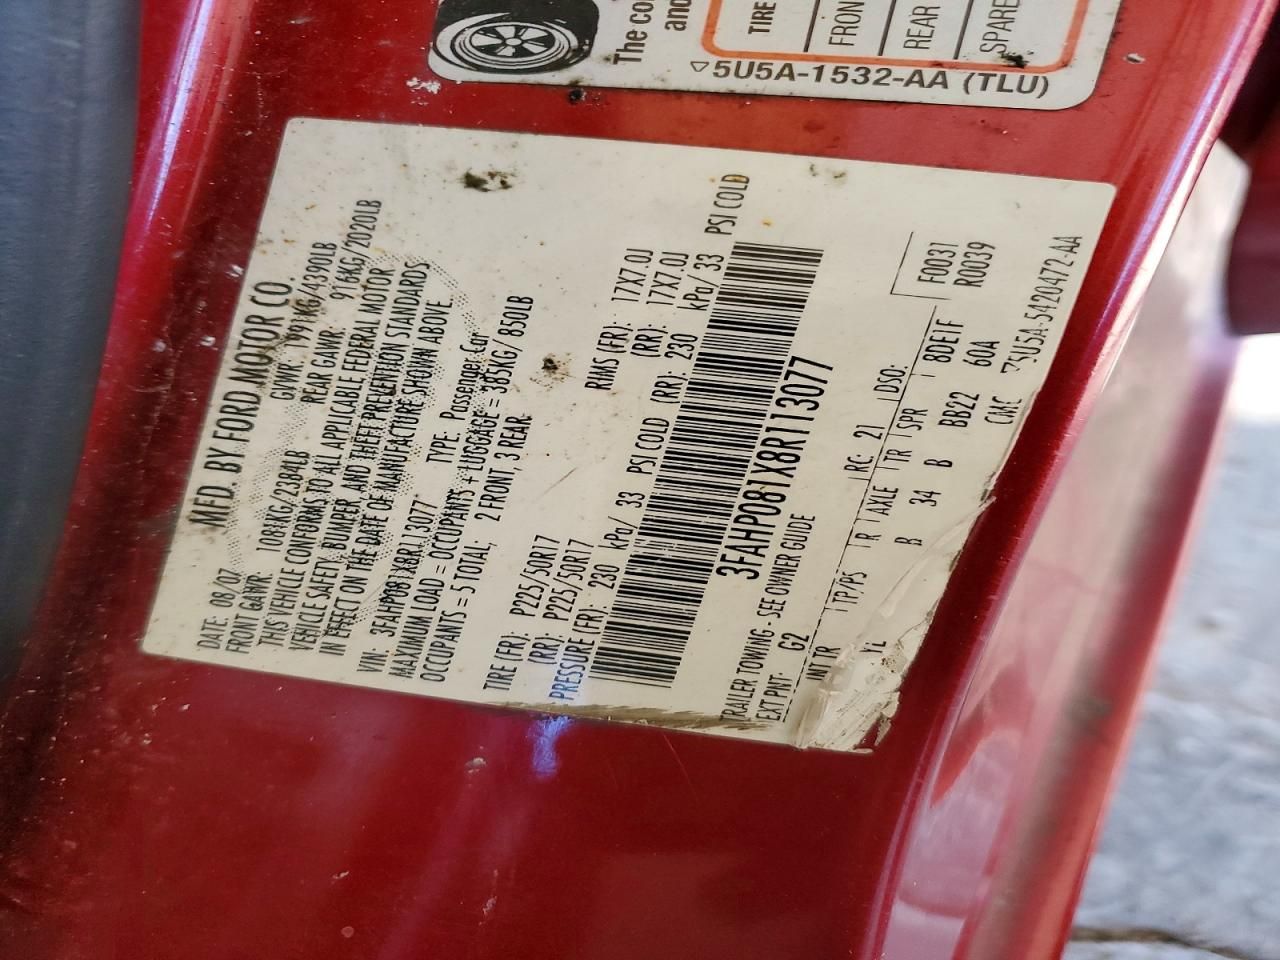 The co
and
TIRE
FRON
REAR
SPARE
5U5A-1532-AA (TLU)
MFD. BY FORD MOTOR CO.
DATE: 08/07 GVWR: 1991KG/4390LB
FRONT GAWR: 1081KG/2384LB REAR GAWR: 916KG/2020LB
THIS VEHICLE CONFORMS TO ALL APPLICABLE FEDERAL MOTOR
VEHICLE SAFETY BUMPER, AND THEFT PREVENTION STANDARDS
IN EFFECT ON THE DATE OF MANUFACTURE SHOWN ABOVE.
VIN: 3FAHP081X8R113077 TYPE: Passenger Car
MAXIMUM LOAD = OCCUPANTS + LUGGAGE = 385KG/850LB
OCCUPANTS = 5 TOTAL, 2 FRONT, 3 REAR
TIRE (FR): P225/50R17 RIMS (FR): 17X7.0J
(RR): P225/50R17 (RR): 17X7.0J
PRESSURE (FR): 230 kPa/ 33 PSI COLD (RR): 230 kPa/ 33 PSI COLD
3FAHP081X8R113077
TRAILER TOWING - SEE OWNER GUIDE
EXT PNT: G2 RC: 21 DSO: F0031
R0039
INT TR TP/PS R AXLE TR SPR 8DE1F
YL B 34 B BB22 60A
CMC 5U5A-5420472-AA